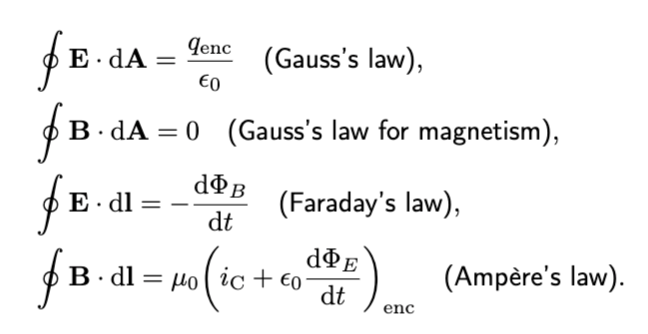 ∮ E · dA = q_enc / ϵ₀ (Gauss's law),
∮ B · dA = 0 (Gauss's law for magnetism),
∮ E · dl = − dΦ_B / dt (Faraday's law),
∮ B · dl = μ₀ ( i_C + ϵ₀ dΦ_E / dt )_enc (Ampère's law).